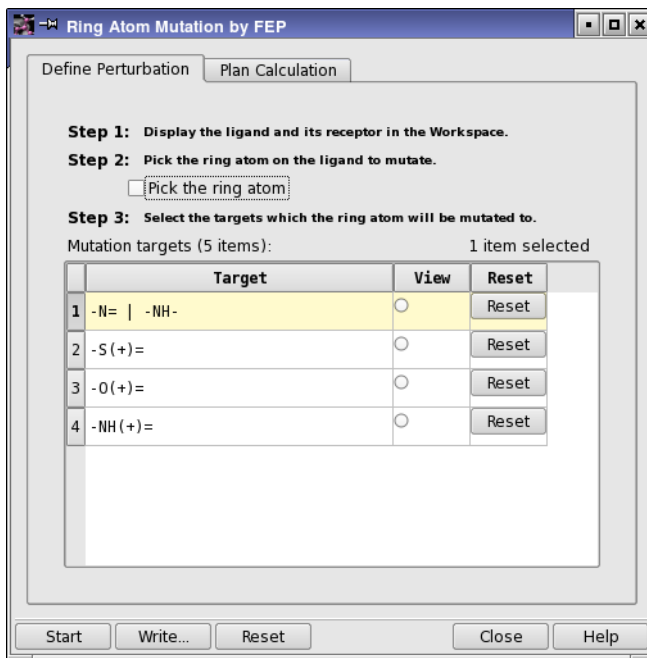 Ring Atom Mutation by FEP
Define Perturbation Plan Calculation
Step 1: Display the ligand and its receptor in the Workspace.
Step 2: Pick the ring atom on the ligand to mutate.
Pick the ring atom
Step 3: Select the targets which the ring atom will be mutated to.
Mutation targets (5 items): 1 item selected
Target View Reset
1 -N= | -NH- Reset
2 -S(+)= Reset
3 -O(+)= Reset
4 -NH(+)= Reset
Start Write... Reset Close Help